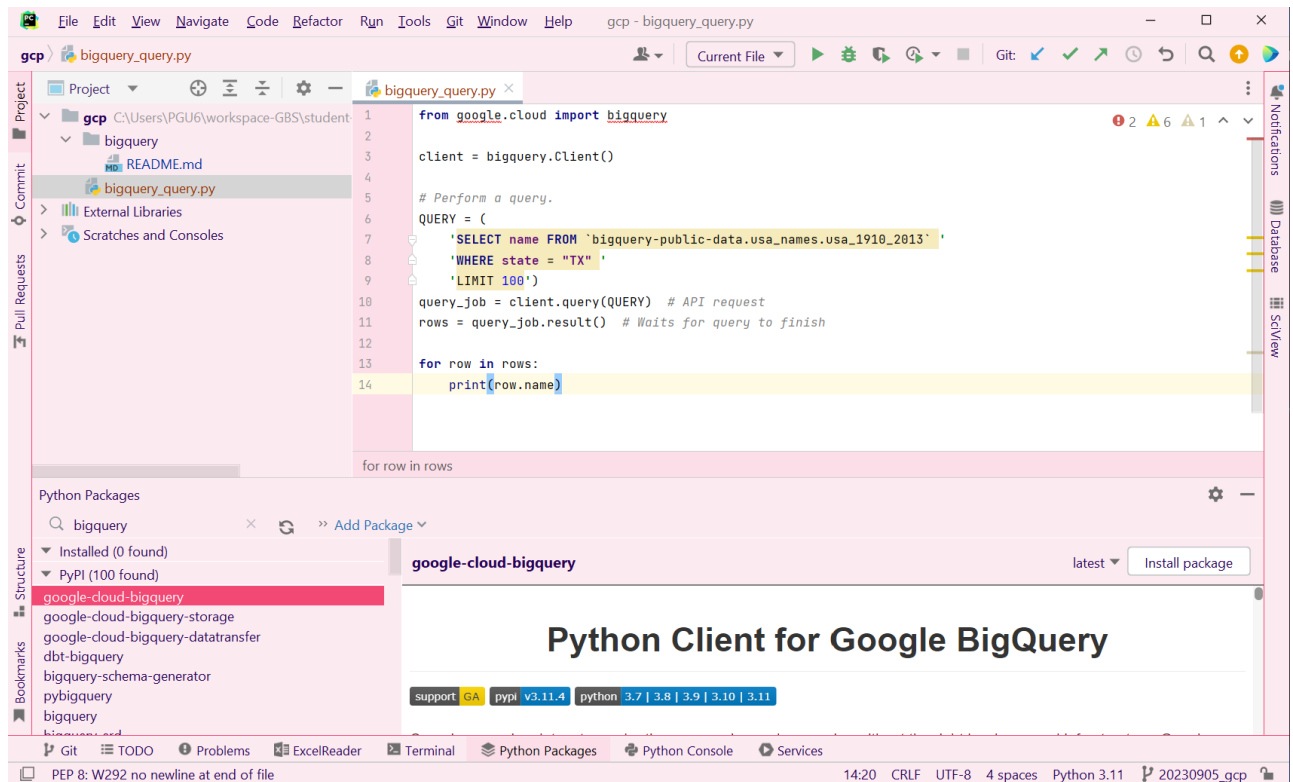 PC
File Edit View Navigate Code Refactor Run Tools Git Window Help gcp - bigquery_query.py
gcp bigquery_query.py Current File Git:
Project
bigquery_query.py
gcp C:\Users\PGU6\workspace-GBS\student-
bigquery
MD README.md
bigquery_query.py
External Libraries
Scratches and Consoles
1 from google.cloud import bigquery
2
3 client = bigquery.Client()
4
5 # Perform a query.
6 QUERY = (
7 'SELECT name FROM `bigquery-public-data.usa_names.usa_1910_2013` '
8 'WHERE state = "TX" '
9 'LIMIT 100')
10 query_job = client.query(QUERY) # API request
11 rows = query_job.result() # Waits for query to finish
12
13 for row in rows:
14 print(row.name)
2 6 1
for row in rows
Project
Commit
Pull Requests
Structure
Bookmarks
Notifications
Database
SciView
Python Packages
bigquery Add Package
Installed (0 found)
PyPI (100 found)
google-cloud-bigquery
google-cloud-bigquery-storage
google-cloud-bigquery-datatransfer
dbt-bigquery
bigquery-schema-generator
pybigquery
bigquery
google-cloud-bigquery latest Install package
Python Client for Google BigQuery
support GA pypi v3.11.4 python 3.7 | 3.8 | 3.9 | 3.10 | 3.11
Git TODO Problems ExcelReader Terminal Python Packages Python Console Services
PEP 8: W292 no newline at end of file 14:20 CRLF UTF-8 4 spaces Python 3.11 20230905_gcp